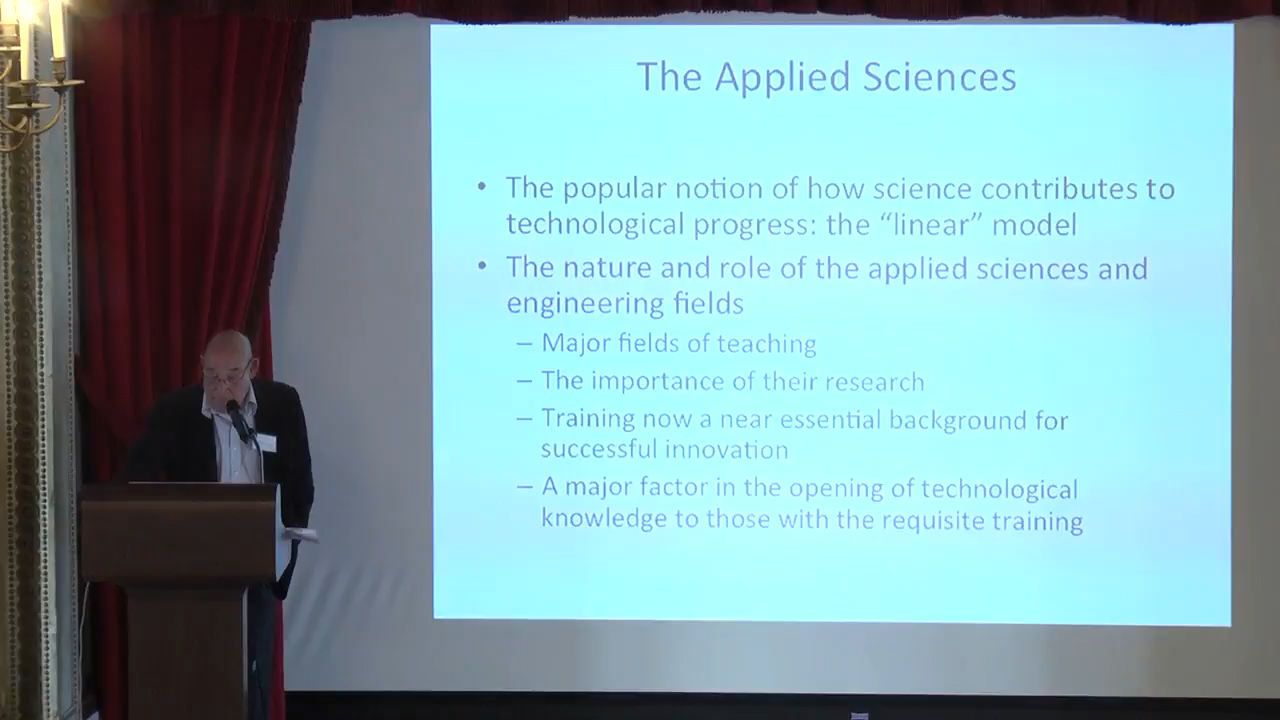 The Applied Sciences
• The popular notion of how science contributes to
technological progress: the “linear” model
• The nature and role of the applied sciences and
engineering fields
– Major fields of teaching
– The importance of their research
– Training now a near essential background for
successful innovation
– A major factor in the opening of technological
knowledge to those with the requisite training